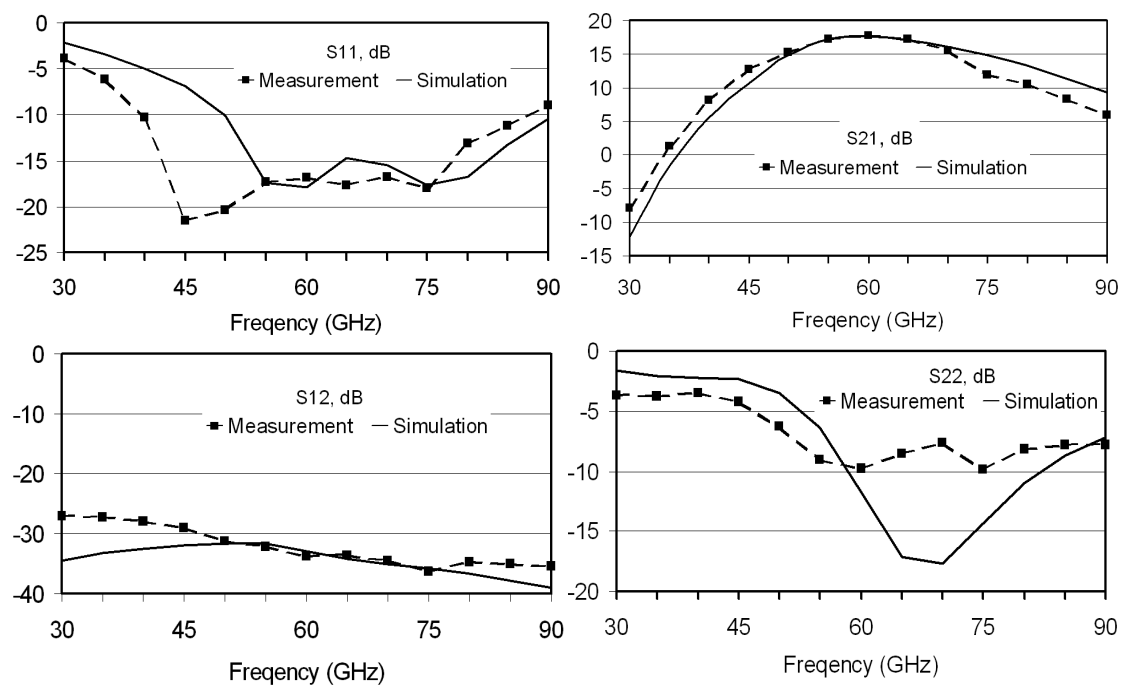 S11, dB
Measurement Simulation
0
-5
-10
-15
-20
-25
30 45 60 75 90
Freqency (GHz)
S21, dB
Measurement Simulation
20
15
10
5
0
-5
-10
-15
30 45 60 75 90
Freqency (GHz)
S12, dB
Measurement Simulation
0
-10
-20
-30
-40
30 45 60 75 90
Freqency (GHz)
S22, dB
Measurement Simulation
0
-5
-10
-15
-20
30 45 60 75 90
Freqency (GHz)